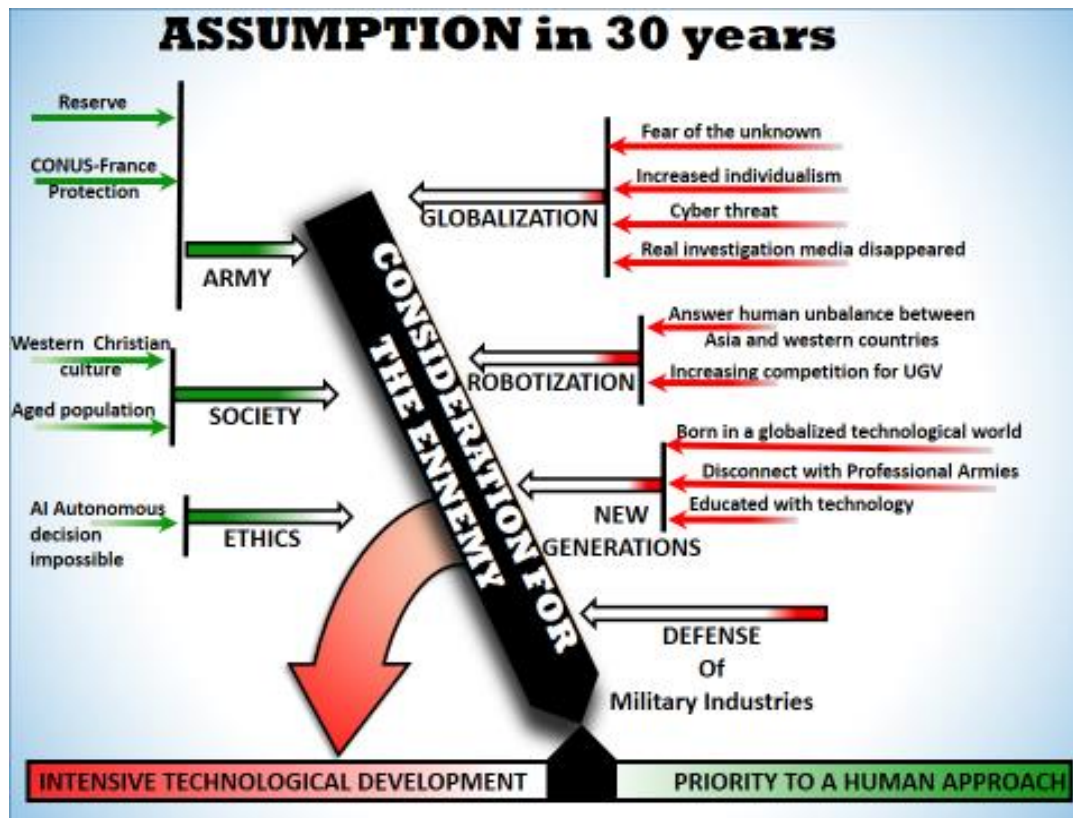 ASSUMPTION in 30 years
Reserve
CONUS-France
Protection
ARMY
Western Christian
culture
Aged population
SOCIETY
AI Autonomous
decision
impossible
ETHICS
CONSIDERATION FOR
THE ENNEMY
GLOBALIZATION
Fear of the unknown
Increased individualism
Cyber threat
Real investigation media disappeared
ROBOTIZATION
Answer human unbalance between
Asia and western countries
Increasing competition for UGV
NEW
GENERATIONS
Born in a globalized technological world
Disconnect with Professional Armies
Educated with technology
DEFENSE
Of
Military Industries
INTENSIVE TECHNOLOGICAL DEVELOPMENT
PRIORITY TO A HUMAN APPROACH